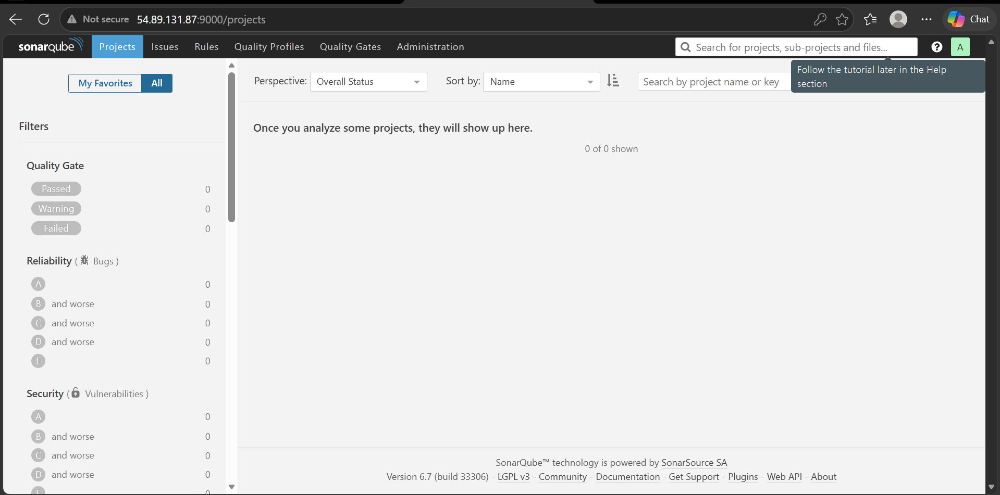 Not secure 54.89.131.87:9000/projects Chat
sonarqube Projects Issues Rules Quality Profiles Quality Gates Administration Search for projects, sub-projects and files... ? A
Follow the tutorial later in the Help
section
My Favorites All
Perspective: Overall Status Sort by: Name Search by project name or key
Filters
Once you analyze some projects, they will show up here.
0 of 0 shown
Quality Gate
Passed 0
Warning 0
Failed 0
Reliability ( Bugs )
A 0
B and worse 0
C and worse 0
D and worse 0
E 0
Security ( Vulnerabilities )
A 0
B and worse 0
C and worse 0
D and worse 0
E 0
SonarQube™ technology is powered by SonarSource SA
Version 6.7 (build 33306) - LGPL v3 - Community - Documentation - Get Support - Plugins - Web API - About